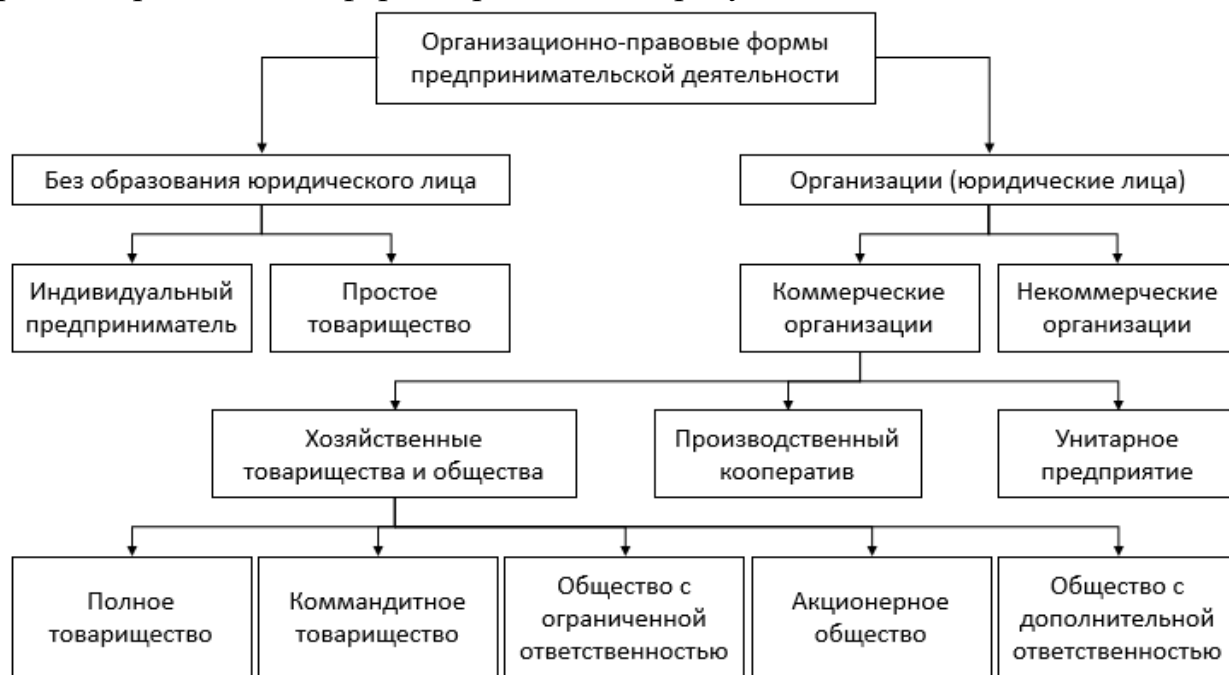 Организационно-правовые формы
предпринимательской деятельности
Без образования юридического лица
Организации (юридические лица)
Индивидуальный
предприниматель
Простое
товарищество
Коммерческие
организации
Некоммерческие
организации
Хозяйственные
товарищества и общества
Производственный
кооператив
Унитарное
предприятие
Полное
товарищество
Коммандитное
товарищество
Общество с
ограниченной
ответственностью
Акционерное
общество
Общество с
дополнительной
ответственностью